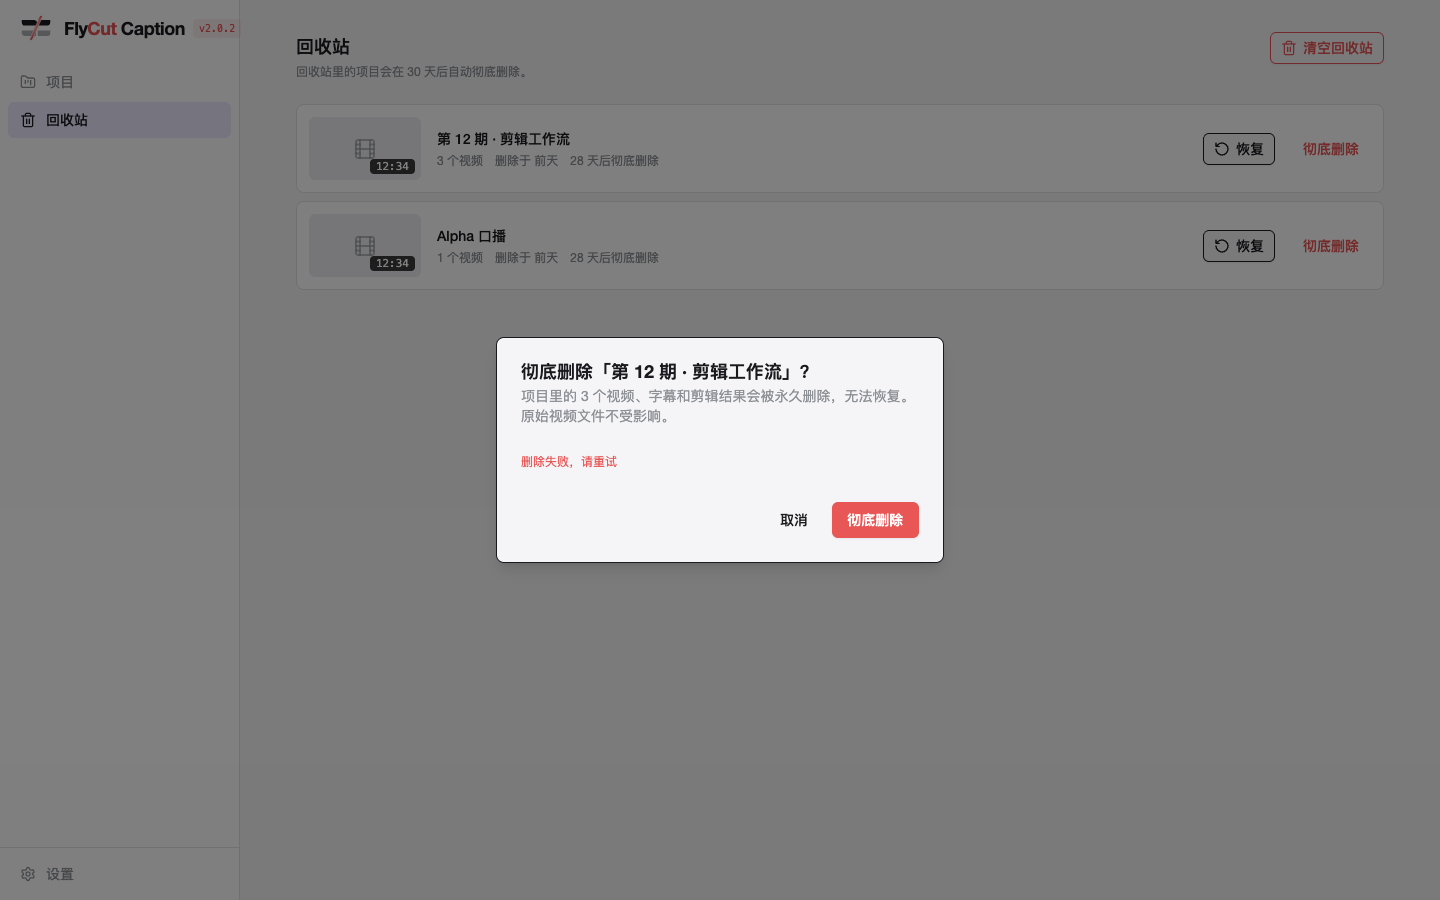 FlyCut Caption v2.0.2
项目
回收站
设置
回收站
回收站里的项目会在 30 天后自动彻底删除。
清空回收站
12:34
第 12 期 · 剪辑工作流
3 个视频 删除于 前天 28 天后彻底删除
恢复
彻底删除
12:34
Alpha 口播
1 个视频 删除于 前天 28 天后彻底删除
恢复
彻底删除
彻底删除「第 12 期 · 剪辑工作流」?
项目里的 3 个视频、字幕和剪辑结果会被永久删除，无法恢复。
原始视频文件不受影响。
删除失败，请重试
取消
彻底删除